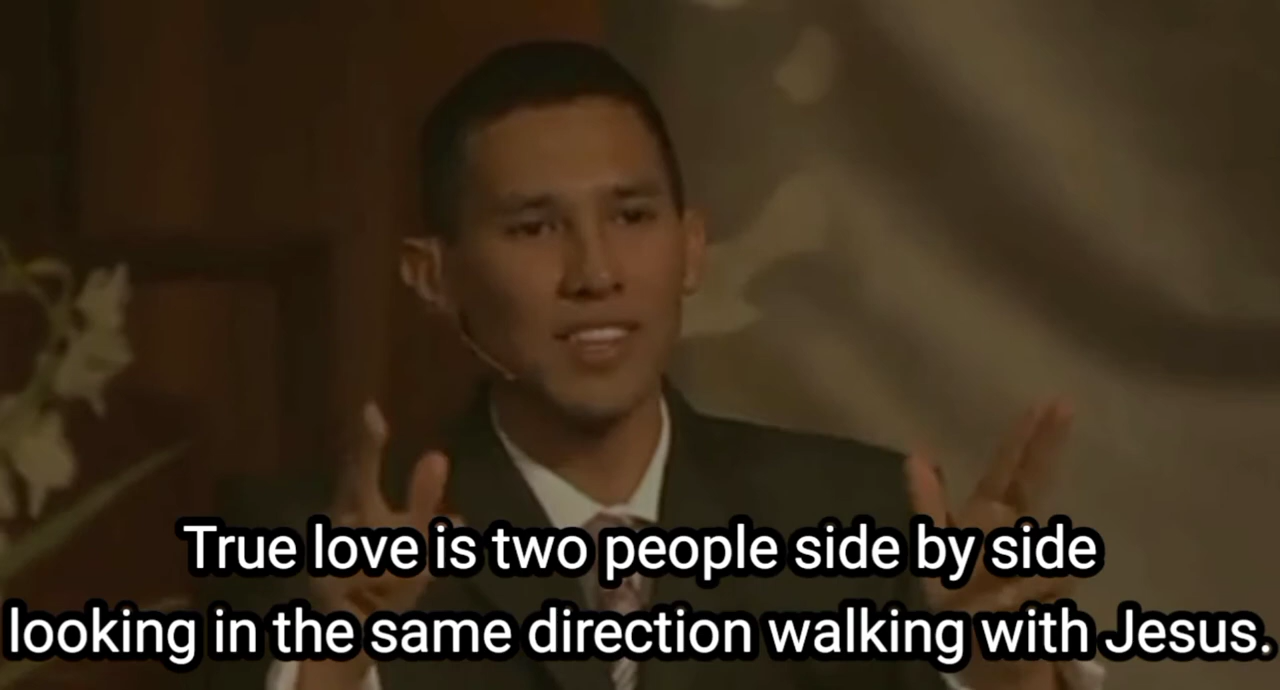 True love is two people side by side
looking in the same direction walking with Jesus.